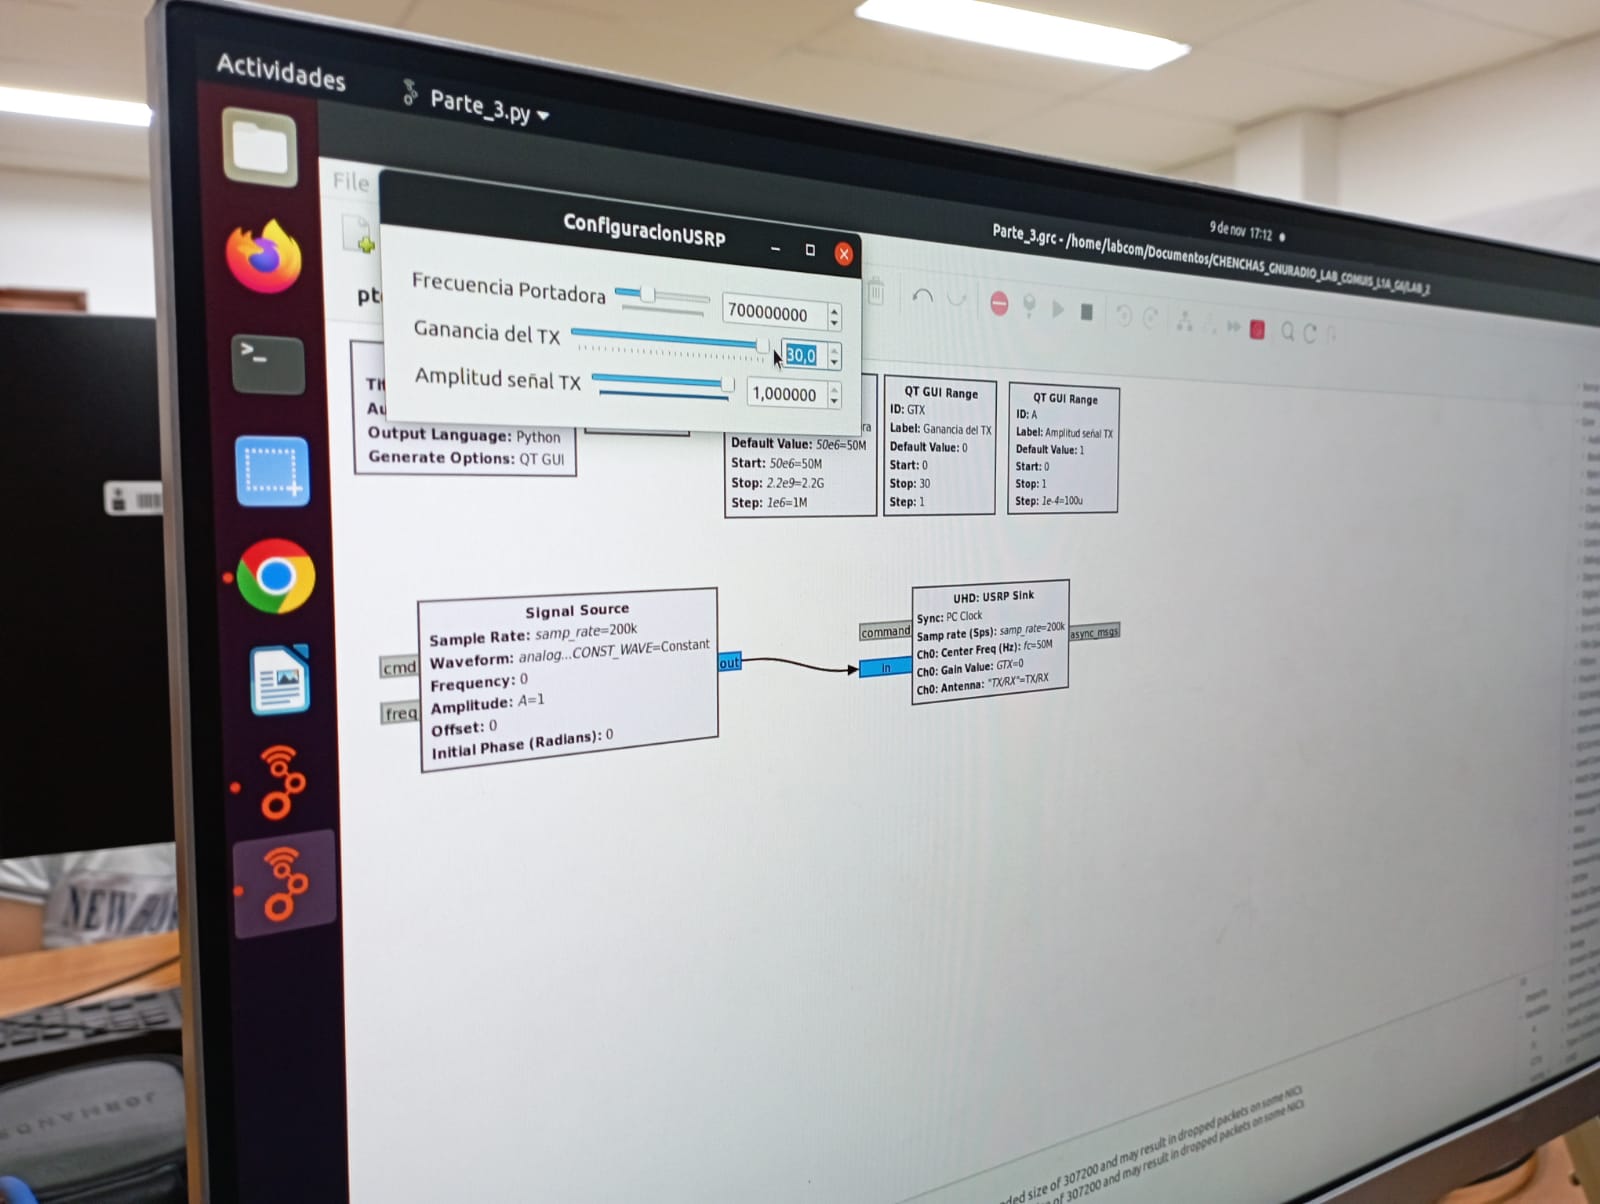 Actividades
Parte_3.py
9 de nov 17:12
Parte_3.grc - /home/labcom/Documentos/CHENCHAS_GNURADIO_LAB_COMUIS_L1A_G6/LAB_2
File
ConfiguracionUSRP
Frecuencia Portadora
700000000
Ganancia del TX
30,0
Amplitud señal TX
1,000000
Output Language: Python
Generate Options: QT GUI
Default Value: 50e6=50M
Start: 50e6=50M
Stop: 2.2e9=2.2G
Step: 1e6=1M
QT GUI Range
ID: GTX
Label: Ganancia del TX
Default Value: 0
Start: 0
Stop: 30
Step: 1
QT GUI Range
ID: A
Label: Amplitud señal TX
Default Value: 1
Start: 0
Stop: 1
Step: 1e-4=100u
Signal Source
Sample Rate: samp_rate=200k
Waveform: analog...CONST_WAVE=Constant
Frequency: 0
Amplitude: A=1
Offset: 0
Initial Phase (Radians): 0
cmd
freq
out
command
in
UHD: USRP Sink
Sync: PC Clock
Samp rate (Sps): samp_rate=200k
Ch0: Center Freq (Hz): fc=50M
Ch0: Gain Value: GTX=0
Ch0: Antenna: "TX/RX"=TX/RX
async_msgs
size of 307200 and may result in dropped packets on some NICs
of 307200 and may result in dropped packets on some NICs
NEW